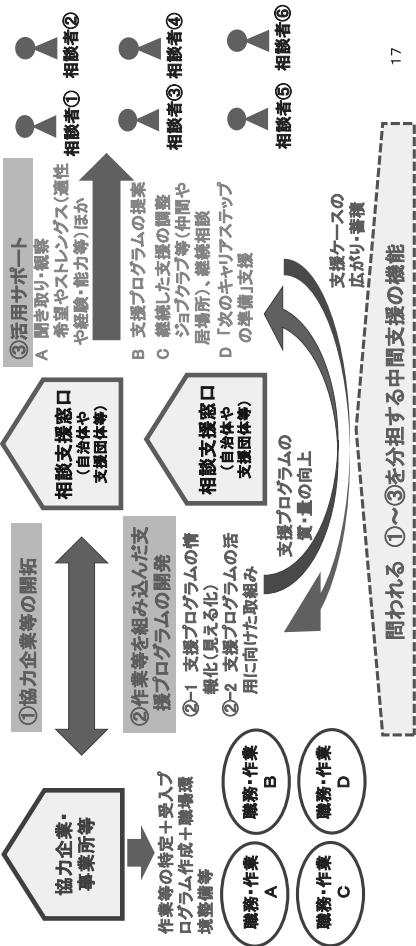 協力企業・
事業所等
作業等の特定＋受入プ
ログラム作成＋職場環
境整備等
職務・作業
A
職務・作業
B
職務・作業
C
職務・作業
D
①協力企業等の開拓
②作業等を組み込んだ支
援プログラムの開発
②-1 支援プログラムの情
報化(見える化)
②-2 支援プログラムの活
用に向けた取組み
相談支援窓口
(自治体や
支援団体等)
相談支援窓口
(自治体や
支援団体等)
支援プログラムの
質・量の向上
③活用サポート
A 聞き取り・観察
希望やストレングス(適性
や経験・能力等)ほか
B 支援プログラムの提案
C 継続した支援の調整
ジョブクラブ等(仲間や
居場所)、継続相談
D 「次のキャリアステップ
の準備」支援
支援ケースの
広がり・蓄積
相談者①
相談者②
相談者③
相談者④
相談者⑤
相談者⑥
問われる ①～③を分担する中間支援の機能
17